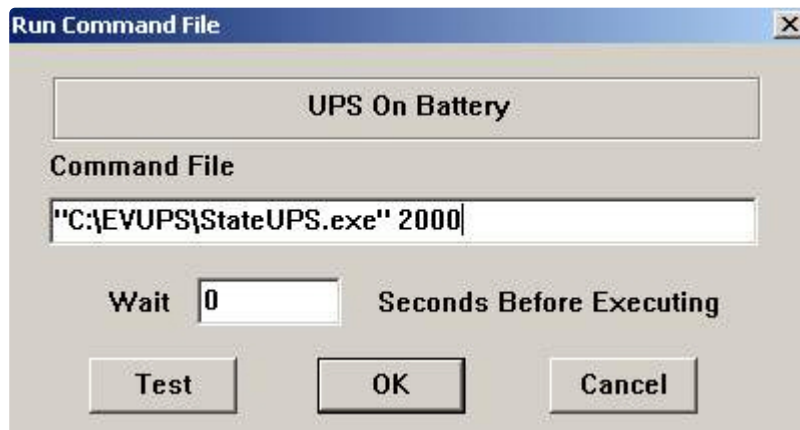 Run Command File
UPS On Battery
Command File
"C:\EVUPS\StateUPS.exe" 2000
Wait 0 Seconds Before Executing
Test OK Cancel